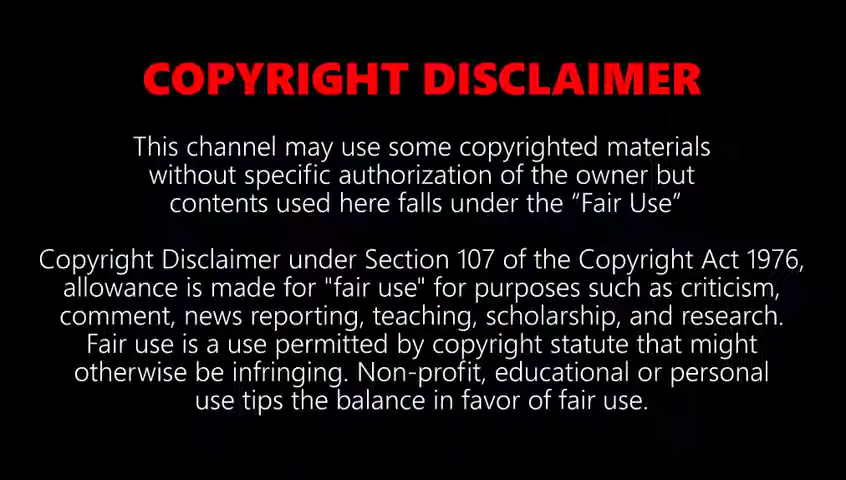 COPYRIGHT DISCLAIMER
This channel may use some copyrighted materials
without specific authorization of the owner but
contents used here falls under the “Fair Use”
Copyright Disclaimer under Section 107 of the Copyright Act 1976,
allowance is made for "fair use" for purposes such as criticism,
comment, news reporting, teaching, scholarship, and research.
Fair use is a use permitted by copyright statute that might
otherwise be infringing. Non-profit, educational or personal
use tips the balance in favor of fair use.